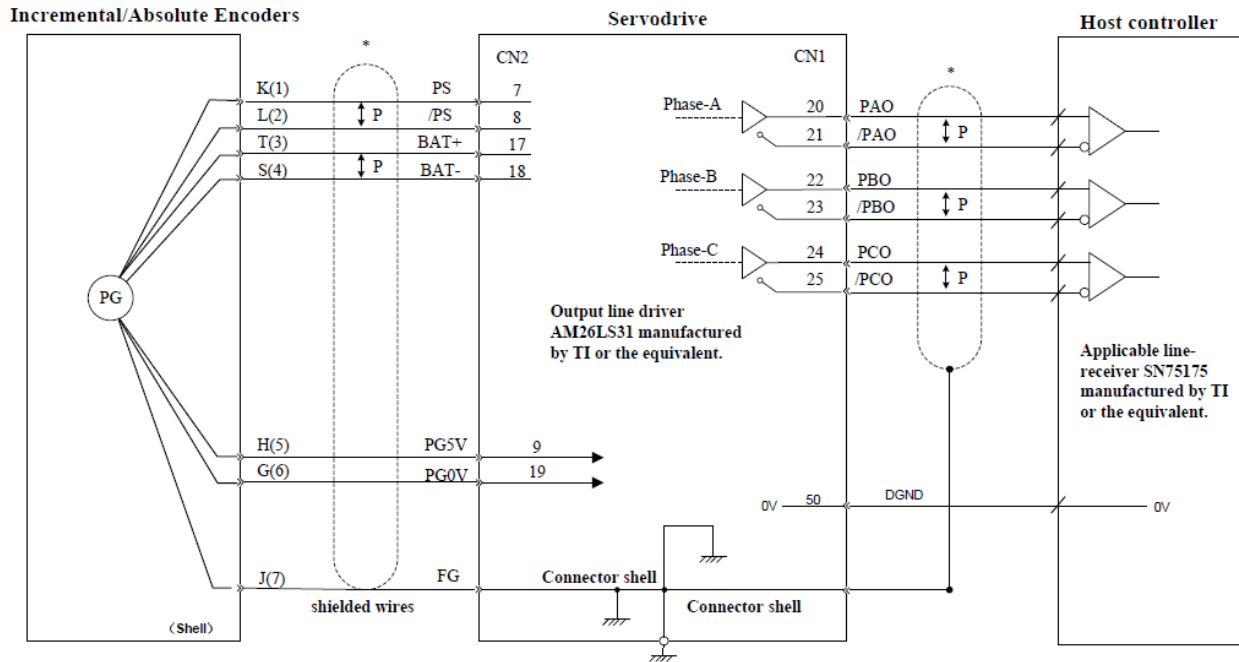 Incremental/Absolute Encoders
Servodrive
Host controller
*
CN2
CN1
*
K(1) PS 7
L(2) P /PS 8
T(3) BAT+ 17
S(4) P BAT- 18
Phase-A 20 PAO
21 /PAO P
Phase-B 22 PBO
23 /PBO P
Phase-C 24 PCO
25 /PCO P
PG
Output line driver
AM26LS31 manufactured
by TI or the equivalent.
Applicable line-
receiver SN75175
manufactured by TI
or the equivalent.
H(5) PG5V 9
G(6) PG0V 19
0V 50 DGND 0V
J(7) FG Connector shell
shielded wires
Connector shell
(Shell)